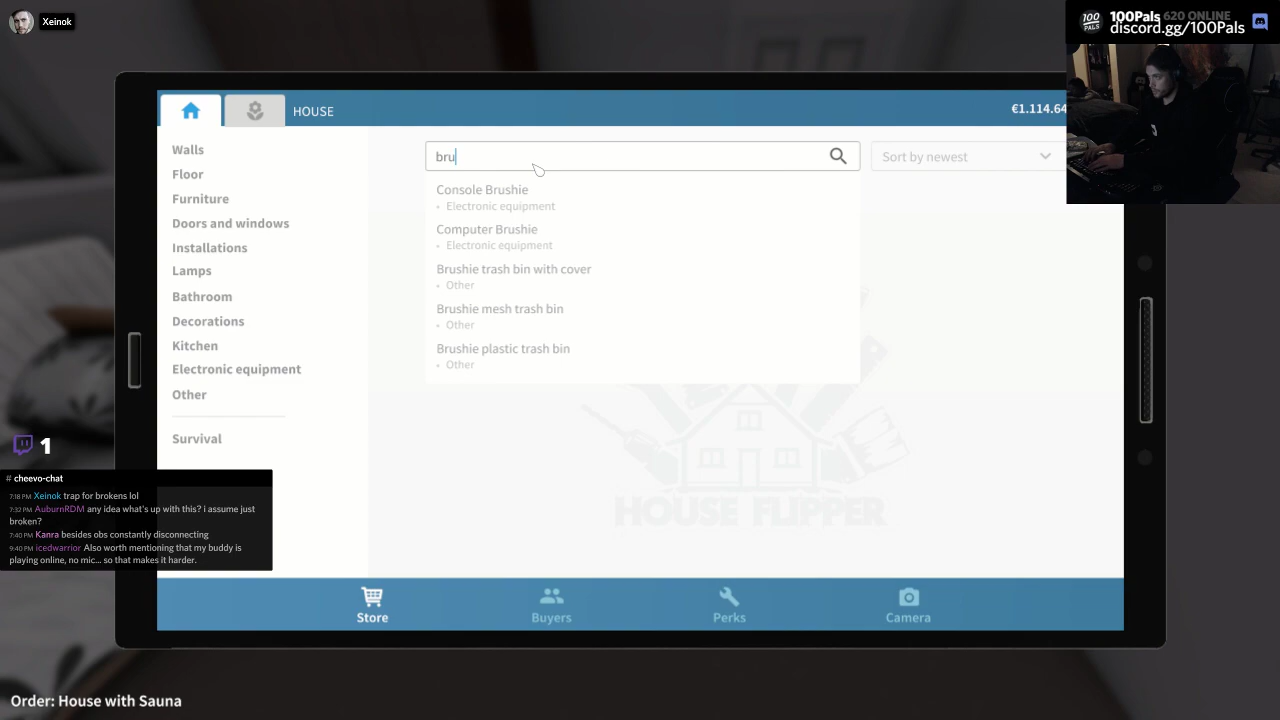 Xeinok
100 PALS
100Pals 620 ONLINE
discord.gg/100Pals
HOUSE
€1.114.64
bru
Sort by newest
Walls
Floor
Furniture
Doors and windows
Installations
Lamps
Bathroom
Decorations
Kitchen
Electronic equipment
Other
Survival
Console Brushie
• Electronic equipment
Computer Brushie
• Electronic equipment
Brushie trash bin with cover
• Other
Brushie mesh trash bin
• Other
Brushie plastic trash bin
• Other
HOUSE FLIPPER
1
# cheevo-chat
7:18 PM Xeinok trap for brokens lol
7:32 PM AuburnRDM any idea what's up with this? i assume just
broken?
7:40 PM Kanra besides obs constantly disconnecting
9:40 PM icedwarrior Also worth mentioning that my buddy is
playing online, no mic... so that makes it harder.
Store
Buyers
Perks
Camera
Order: House with Sauna